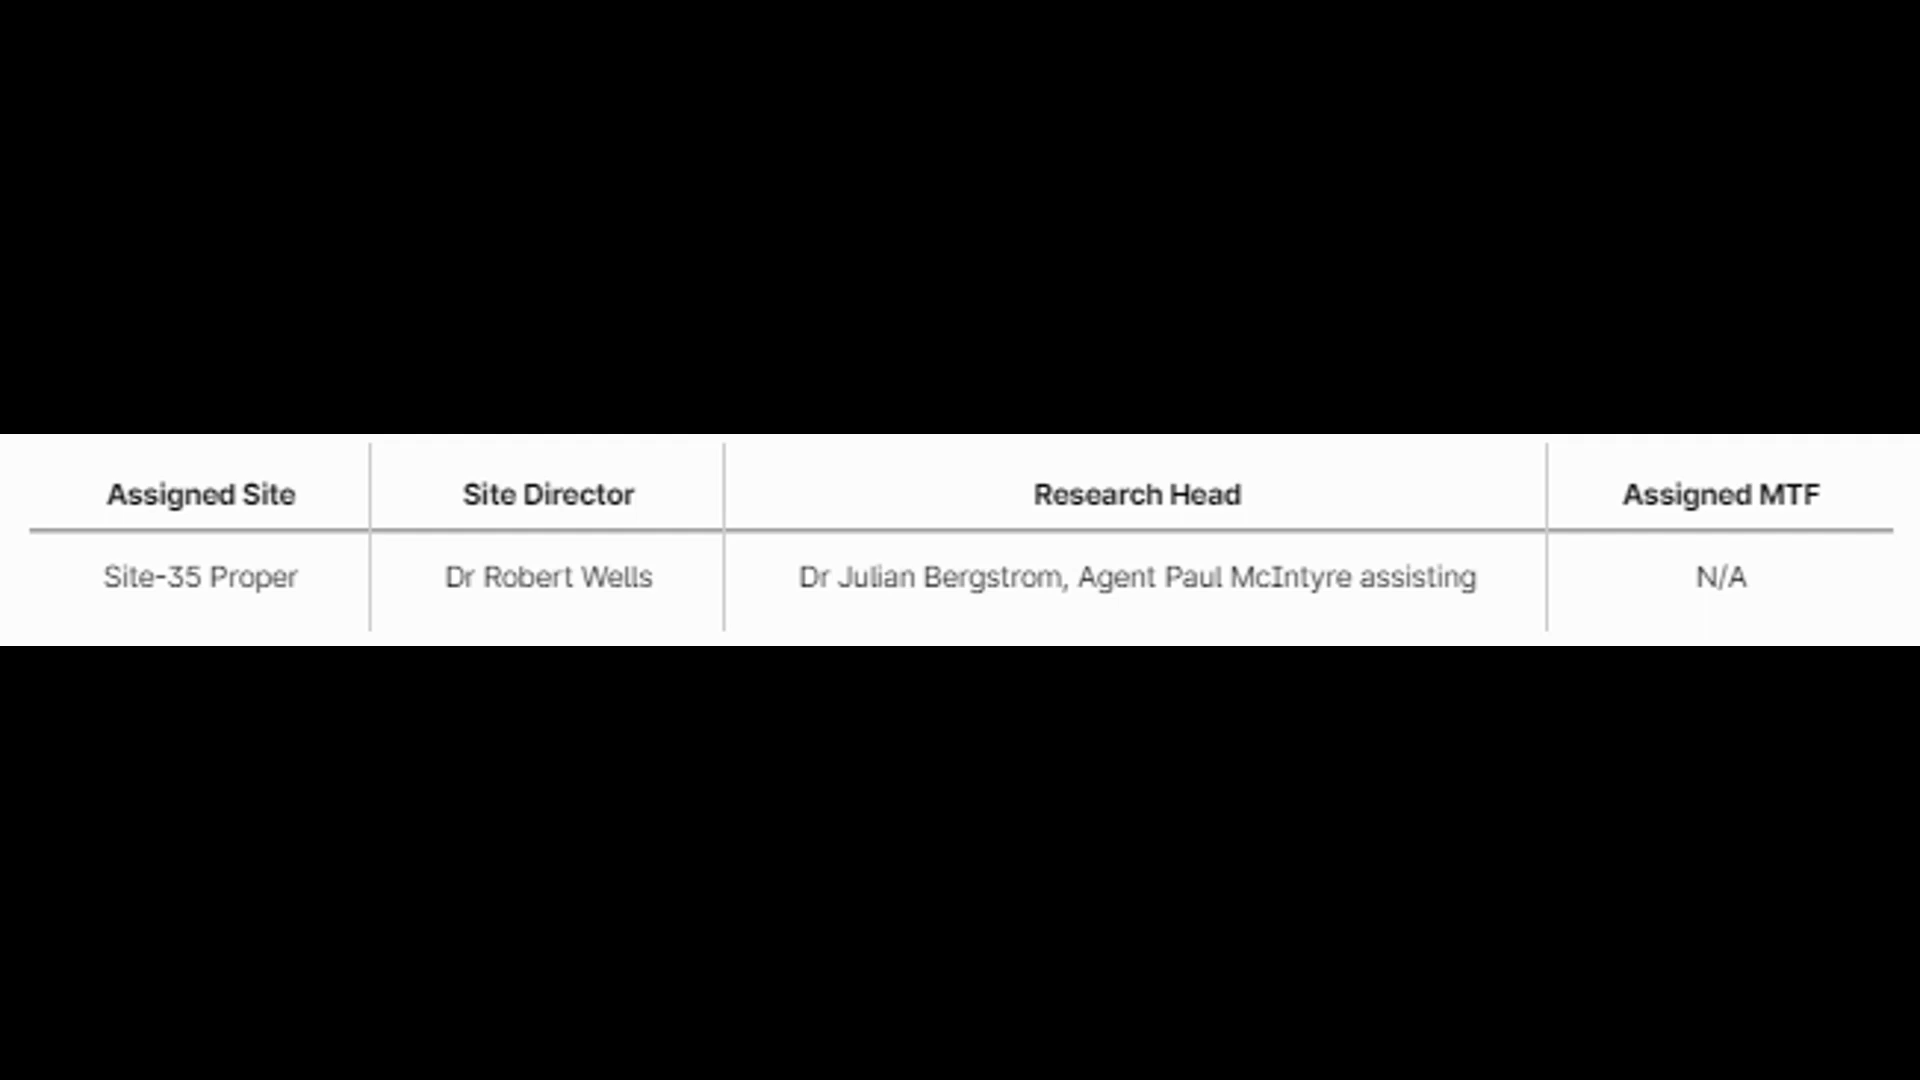 Assigned Site Site Director Research Head Assigned MTF
Site-35 Proper Dr Robert Wells Dr Julian Bergstrom, Agent Paul McIntyre assisting N/A